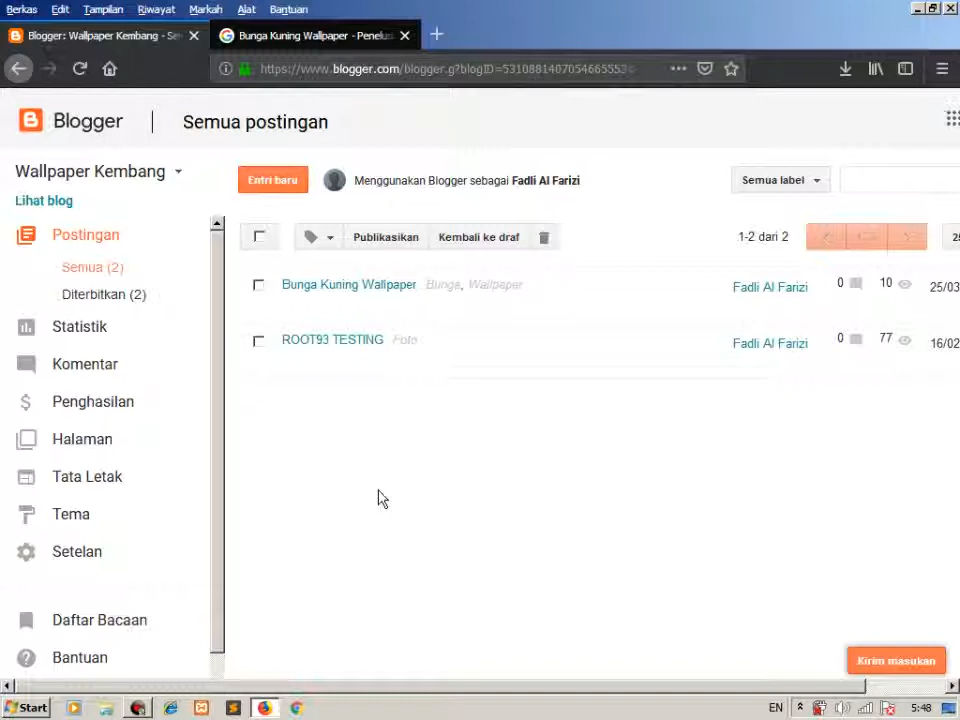 Berkas Edit Tampilan Riwayat Markah Alat Bantuan
Blogger: Wallpaper Kembang - Se
Bunga Kuning Wallpaper - Penelus
https://www.blogger.com/blogger.g?blogID=5310881407054665553
Blogger
Semua postingan
Wallpaper Kembang
Entri baru
Menggunakan Blogger sebagai Fadli Al Farizi
Semua label
Lihat blog
Postingan
Publikasikan
Kembali ke draf
1-2 dari 2
25
Semua (2)
Bunga Kuning Wallpaper Bunga, Wallpaper
Fadli Al Farizi
0
10
25/03
Diterbitkan (2)
Statistik
ROOT93 TESTING Foto
Fadli Al Farizi
0
77
16/02
Komentar
Penghasilan
Halaman
Tata Letak
Tema
Setelan
Daftar Bacaan
Bantuan
Kirim masukan
Start
EN
5:48